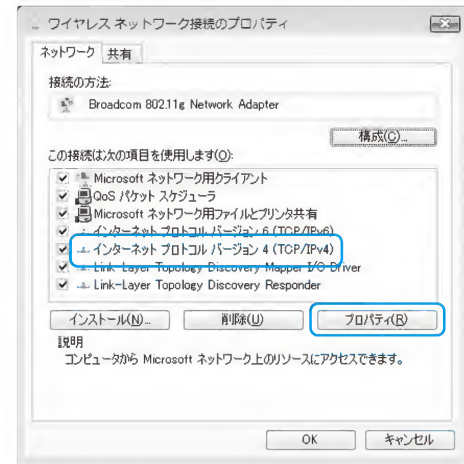 ワイヤレス ネットワーク接続のプロパティ
ネットワーク 共有
接続の方法:
Broadcom 802.11g Network Adapter
構成(C)...
この接続は次の項目を使用します(O):
Microsoft ネットワーク用クライアント
QoS パケット スケジューラ
Microsoft ネットワーク用ファイルとプリンタ共有
インターネット プロトコル バージョン 6 (TCP/IPv6)
インターネット プロトコル バージョン 4 (TCP/IPv4)
Link-Layer Topology Discovery Mapper I/O Driver
Link-Layer Topology Discovery Responder
インストール(N)... 削除(U) プロパティ(R)
説明
コンピュータから Microsoft ネットワーク上のリソースにアクセスできます。
OK キャンセル